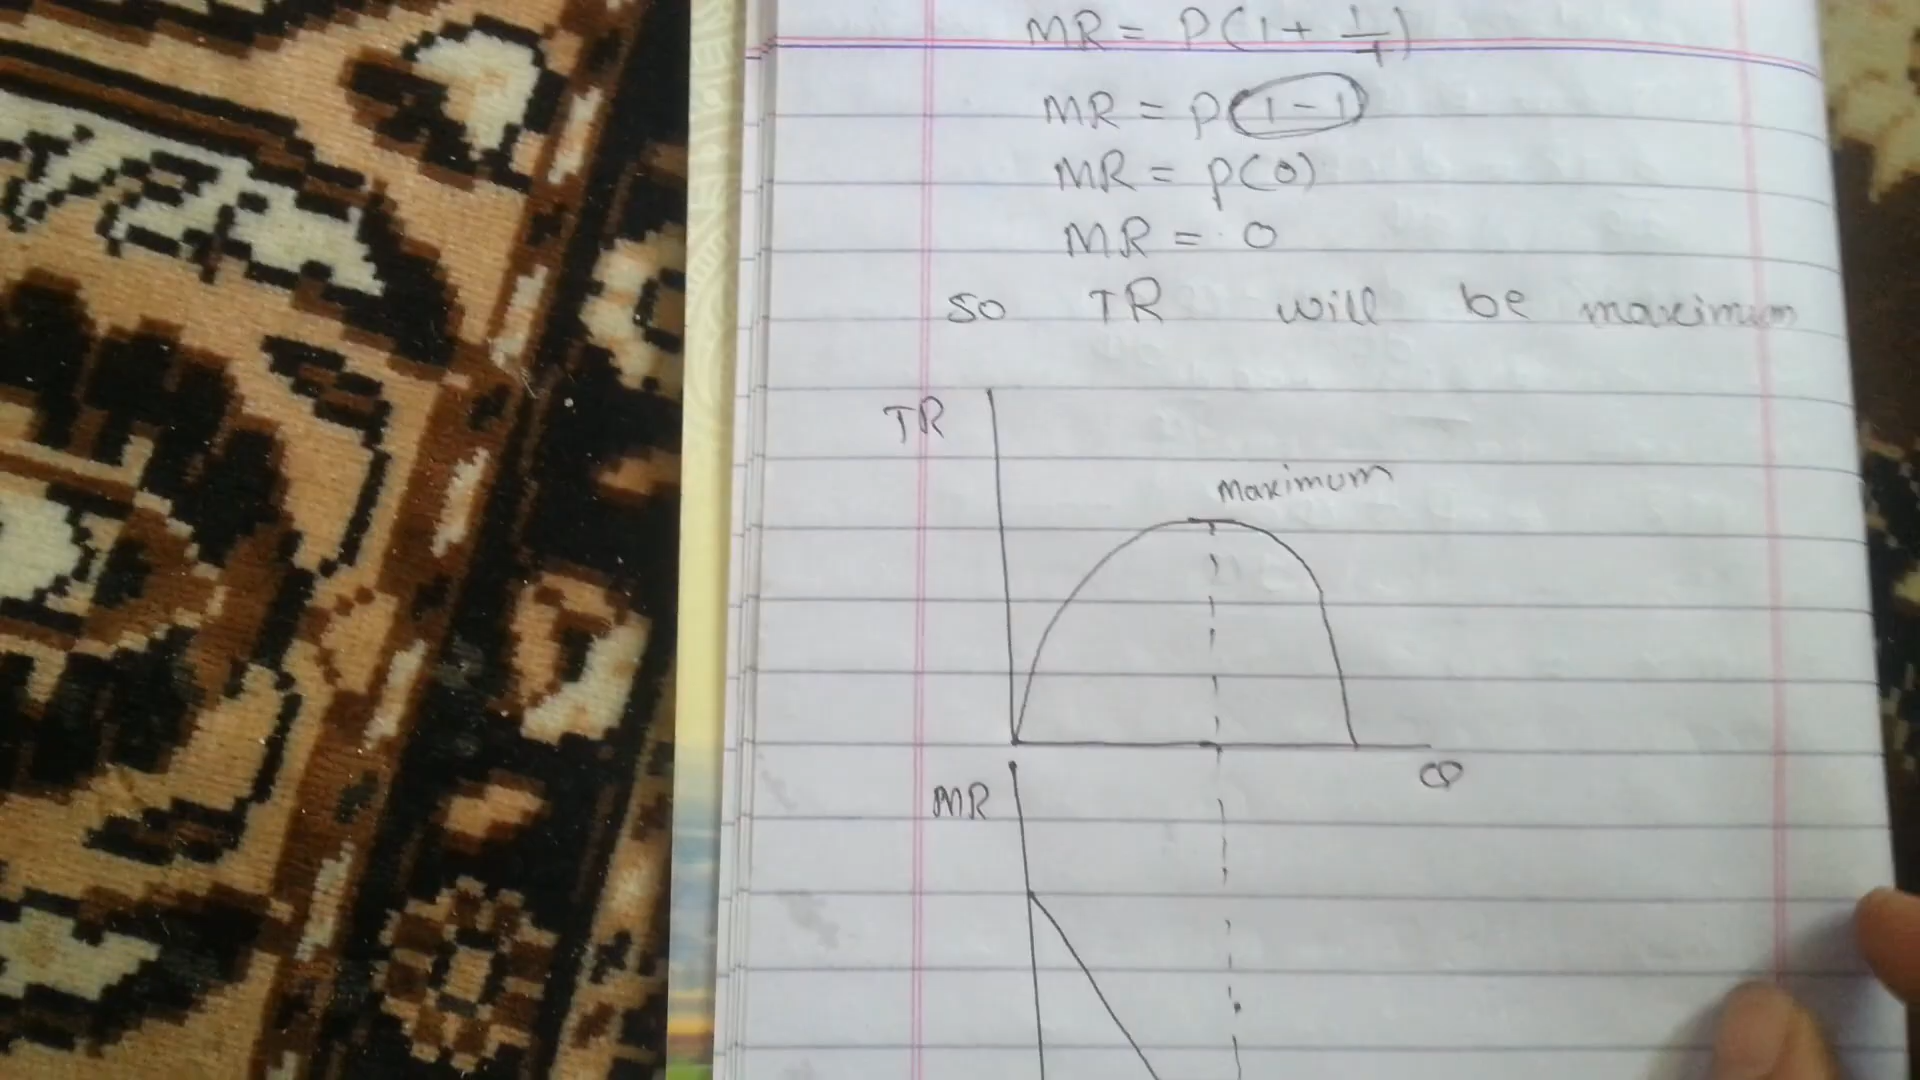 MR = P(1 + 1/-1)
MR = P(1 - 1)
MR = P(0)
MR = 0
so TR will be maximum
TR
maximum
Q
MR